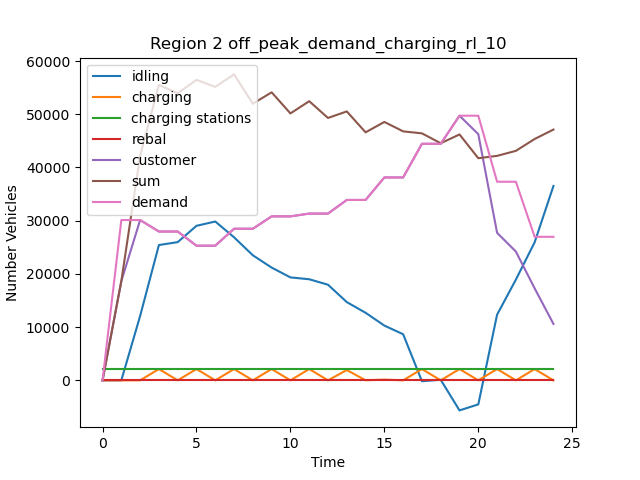 Region 2 off_peak_demand_charging_rl_10
idling
charging
charging stations
rebal
customer
sum
demand
60000
50000
40000
30000
20000
10000
0
Number Vehicles
0 5 10 15 20 25
Time